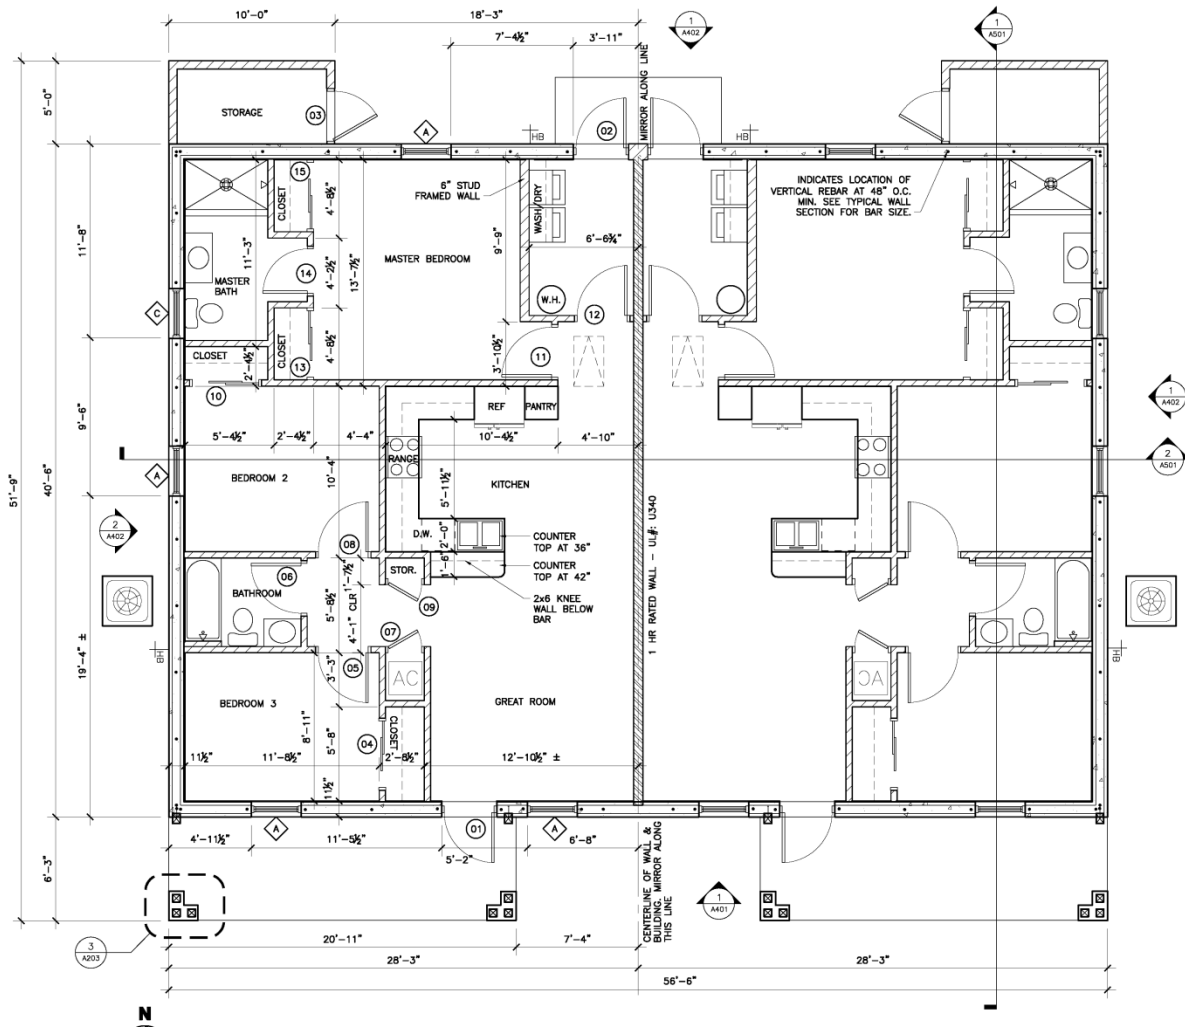 10'-0"
18'-3"
7'-4½"
3'-11"
1
A402
1
A501
5'-0"
STORAGE
03
A
HB
02
MIRROR ALONG LINE
HB
15
CLOSET
4'-8½"
6" STUD
FRAMED WALL
WASH/DRY
INDICATES LOCATION OF
VERTICAL REBAR AT 48" O.C.
MIN. SEE TYPICAL WALL
SECTION FOR BAR SIZE.
11'-8"
11'-3"
9'-9"
6'-6¾"
MASTER BEDROOM
14
4'-2½"
13'-7½"
MASTER
BATH
C
W.H.
12
CLOSET
CLOSET
13
4'-8½"
2'-4½"
3'-10½"
11
10
1
A402
REF
PANTRY
9'-6"
5'-4½"
2'-4½"
4'-4"
10'-4½"
4'-10"
2
A501
RANGE
A
BEDROOM 2
10'-4"
KITCHEN
5'-11½"
51'-9"
40'-6"
2
A402
1 HR RATED WALL - UL#: U340
D.W.
2'-0"
COUNTER
TOP AT 36"
08
STOR.
1'-6"
COUNTER
TOP AT 42"
06
BATHROOM
1'-7½"
5'-8½"
4'-1" CLR
09
2x6 KNEE
WALL BELOW
BAR
07
19'-4" ±
HB
HB
05
3'-3"
AC
AC
BEDROOM 3
GREAT ROOM
8'-11"
5'-8"
04
CLOSET
11½"
11'-8½"
2'-8½"
12'-10½" ±
11½"
A
01
A
4'-11½"
11'-5½"
5'-2"
6'-8"
CENTERLINE OF WALL &
BUILDING. MIRROR ALONG
THIS LINE
6'-3"
1
A401
3
A203
20'-11"
7'-4"
28'-3"
28'-3"
56'-6"
N